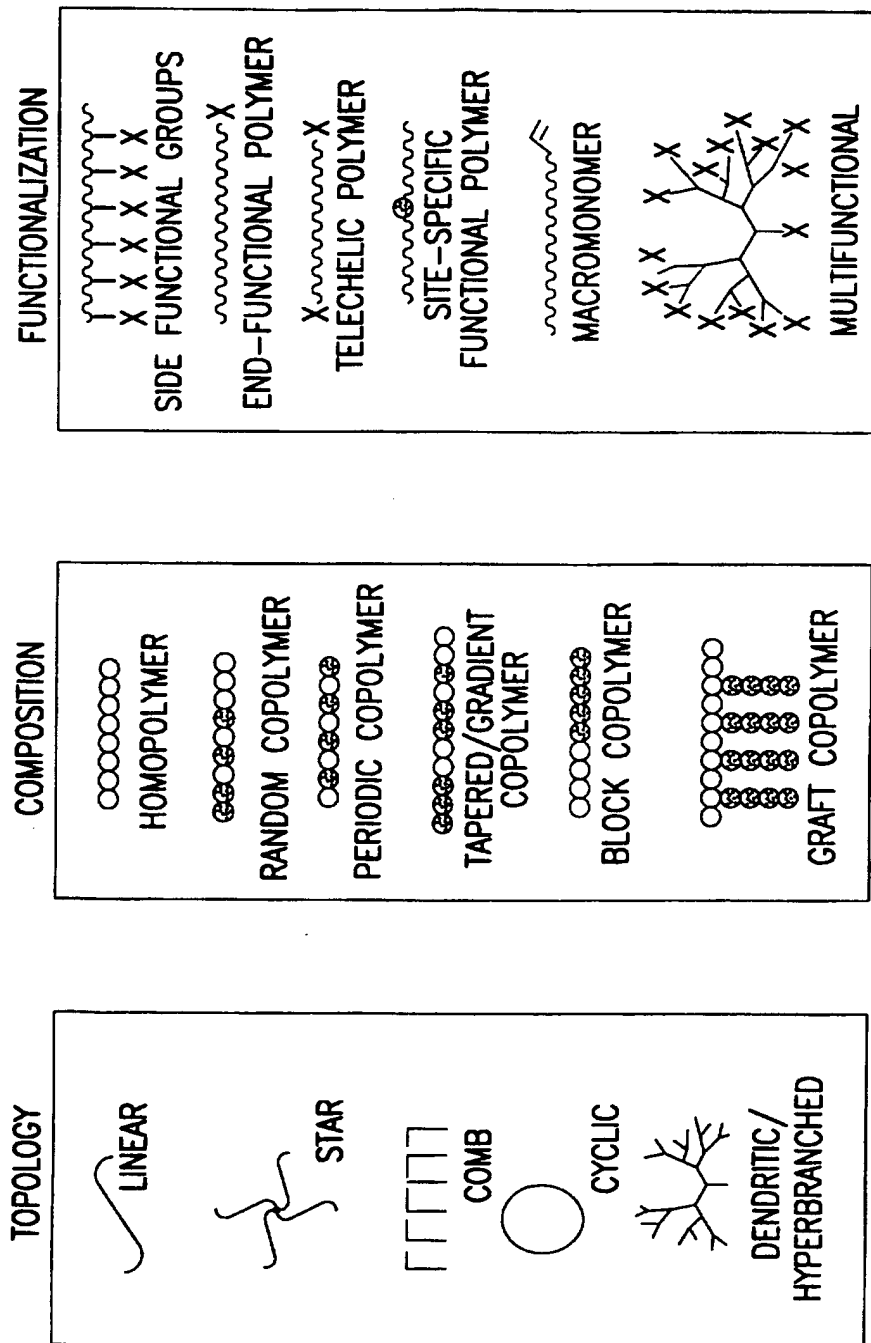 TOPOLOGY
LINEAR
STAR
COMB
CYCLIC
DENDRITIC/
HYPERBRANCHED
COMPOSITION
HOMOPOLYMER
RANDOM COPOLYMER
PERIODIC COPOLYMER
TAPERED/GRADIENT
COPOLYMER
BLOCK COPOLYMER
GRAFT COPOLYMER
FUNCTIONALIZATION
X X X X X X
SIDE FUNCTIONAL GROUPS
X
END-FUNCTIONAL POLYMER
X X
TELECHELIC POLYMER
SITE-SPECIFIC
FUNCTIONAL POLYMER
MACROMONOMER
X X X X X X X X X X X X X X X X X
MULTIFUNCTIONAL